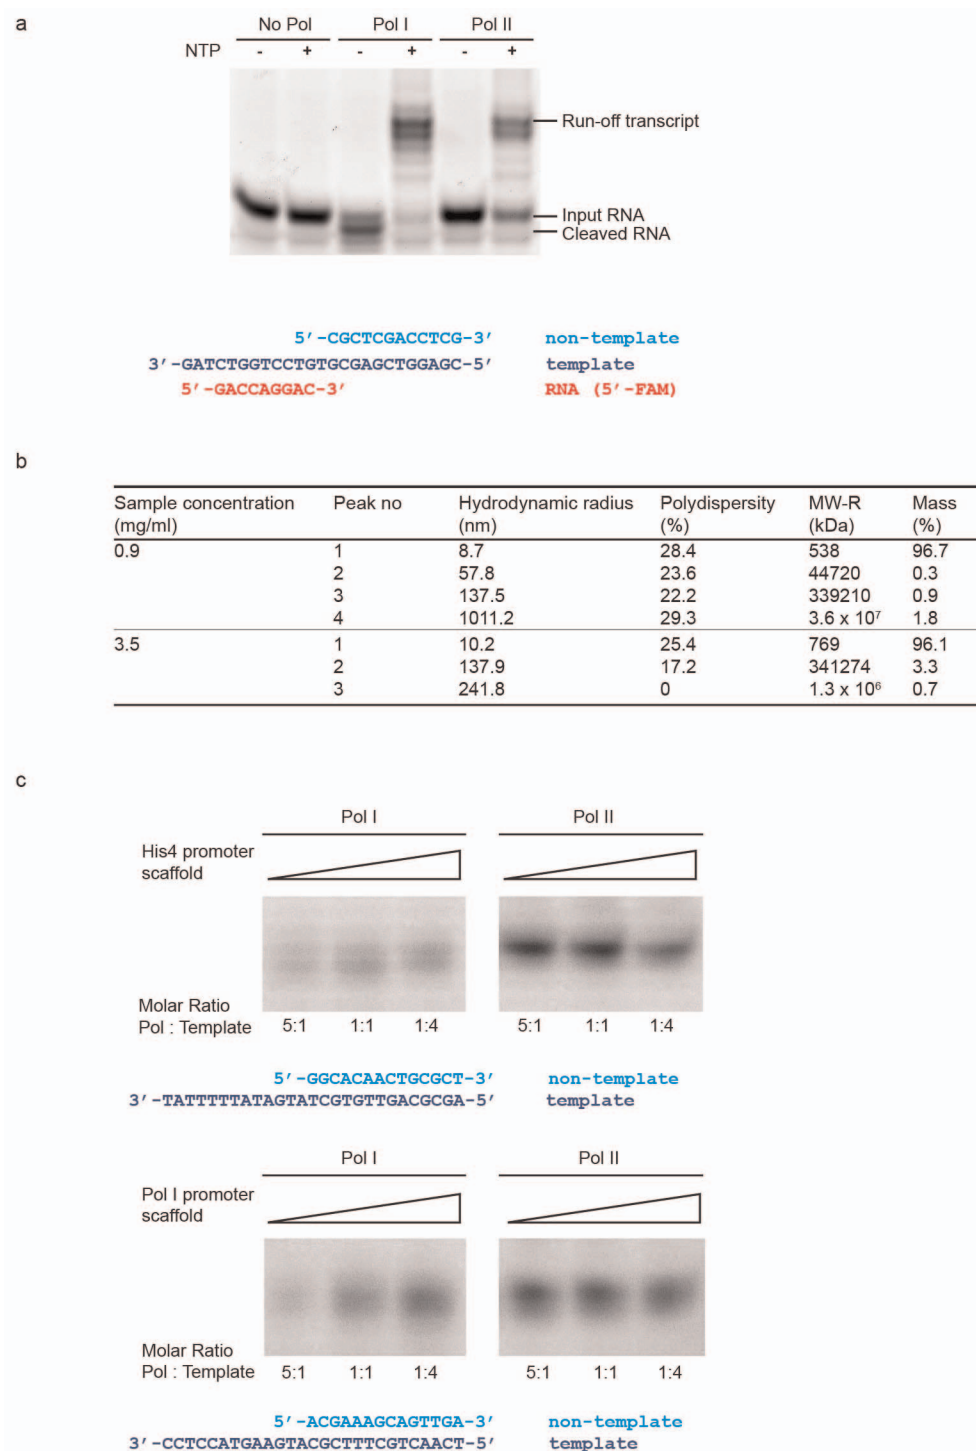 a
No Pol Pol I Pol II
NTP - + - + - +
Run-off transcript
Input RNA
Cleaved RNA
5′-CGCTCGACCTCG-3′ non-template
3′-GATCTGGTCCTGTGCGAGCTGGAGC-5′ template
5′-GACCAGGAC-3′ RNA (5′-FAM)
b
Sample concentration (mg/ml) Peak no Hydrodynamic radius (nm) Polydispersity (%) MW-R (kDa) Mass (%)
0.9 1 8.7 28.4 538 96.7
2 57.8 23.6 44720 0.3
3 137.5 22.2 339210 0.9
4 1011.2 29.3 3.6 x 10⁷ 1.8
3.5 1 10.2 25.4 769 96.1
2 137.9 17.2 341274 3.3
3 241.8 0 1.3 x 10⁶ 0.7
c
Pol I Pol II
His4 promoter
scaffold
Molar Ratio
Pol : Template 5:1 1:1 1:4 5:1 1:1 1:4
5′-GGCACAACTGCGCT-3′ non-template
3′-TATTTTTATAGTATCGTGTTGACGCGA-5′ template
Pol I Pol II
Pol I promoter
scaffold
Molar Ratio
Pol : Template 5:1 1:1 1:4 5:1 1:1 1:4
5′-ACGAAAGCAGTTGA-3′ non-template
3′-CCTCCATGAAGTACGCTTTCGTCAACT-5′ template